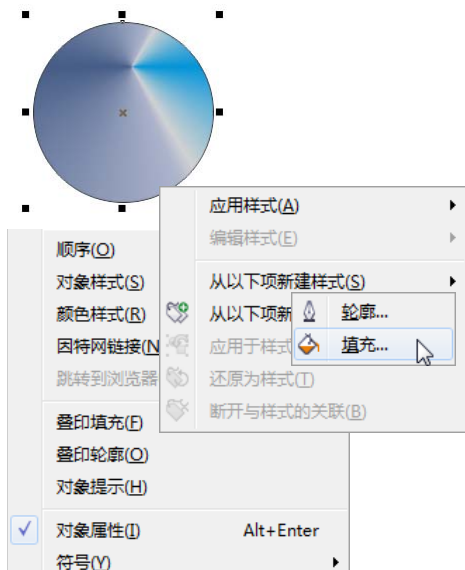 应用样式(A)
编辑样式(E)
从以下项新建样式(S)
从以下项新
应用于样式
还原为样式(T)
断开与样式的关联(B)
轮廓...
填充...
顺序(O)
对象样式(S)
颜色样式(R)
因特网链接(N
跳转到浏览器
叠印填充(F)
叠印轮廓(O)
对象提示(H)
对象属性(I) Alt+Enter
符号(Y)